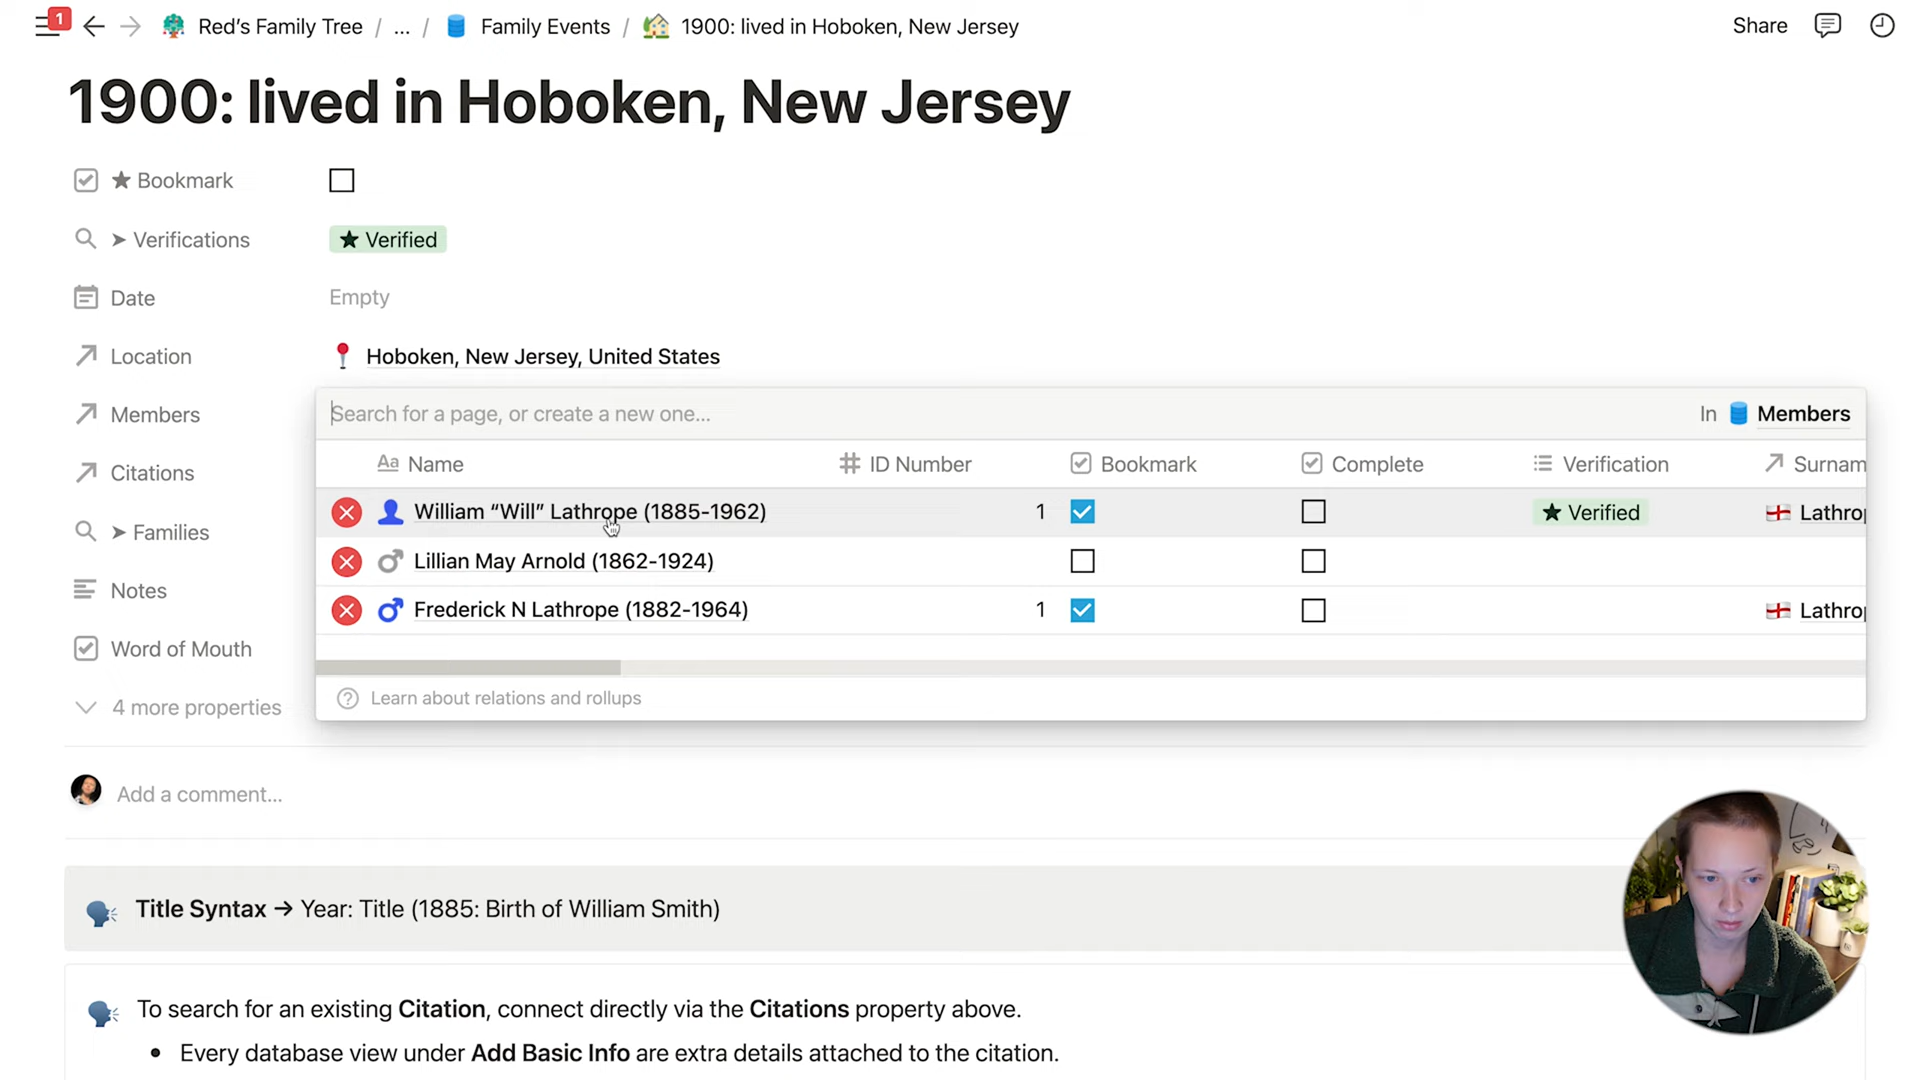 1
Red's Family Tree / ... / Family Events / 1900: lived in Hoboken, New Jersey
Share
1900: lived in Hoboken, New Jersey
★ Bookmark
➤ Verifications ★ Verified
Date Empty
Location Hoboken, New Jersey, United States
Members Search for a page, or create a new one... In Members
Aa Name # ID Number Bookmark Complete Verification Surnam
Citations
William “Will” Lathrope (1885-1962) 1 ★ Verified Lathrop
➤ Families
Lillian May Arnold (1862-1924)
Notes
Frederick N Lathrope (1882-1964) 1 Lathrop
Word of Mouth
4 more properties
? Learn about relations and rollups
Add a comment...
Title Syntax → Year: Title (1885: Birth of William Smith)
To search for an existing Citation, connect directly via the Citations property above.
• Every database view under Add Basic Info are extra details attached to the citation.